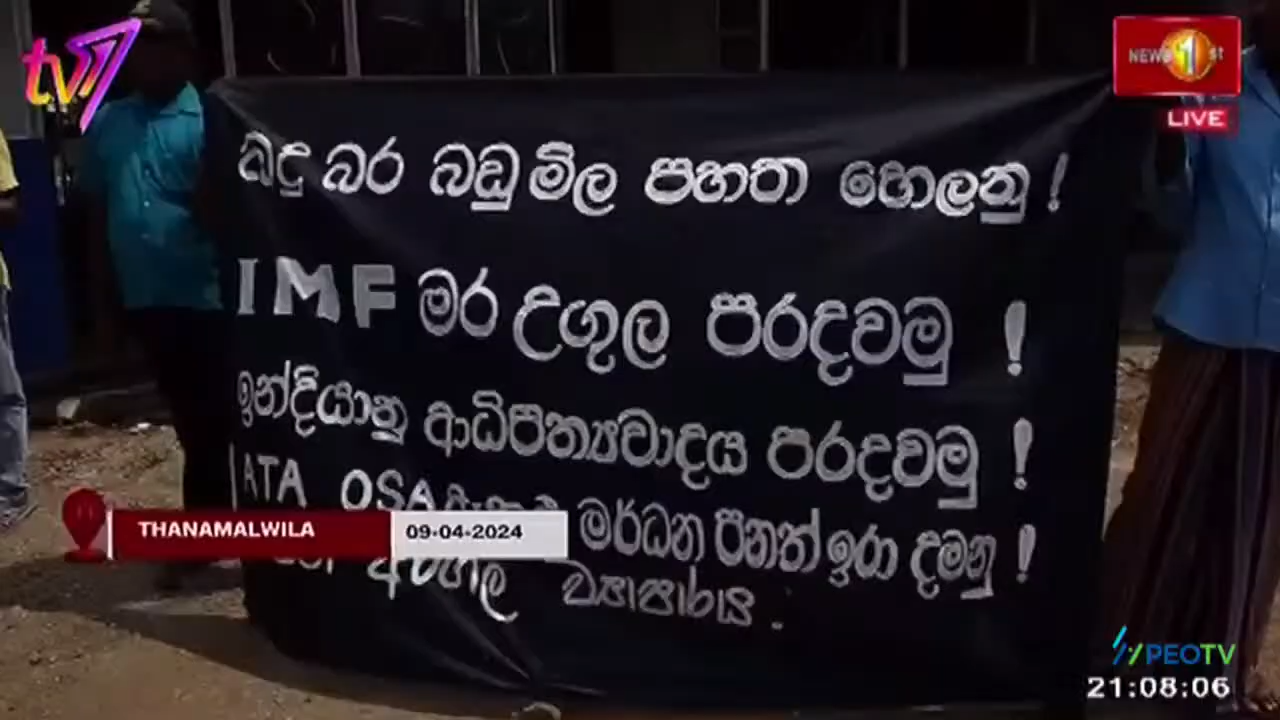 tv1
NEWS 1st
LIVE
බදු බර බඩු මිල පහත හෙලනු !
IMF මර උගුල පරදවමු !
ඉන්දියානු ආධිපත්‍යවාදය පරදවමු !
ATA OSA මර්ධන පනත් ඉරා දමනු !
ව්‍යාපාරය .
THANAMALWILA
09-04-2024
PEOTV
21:08:06